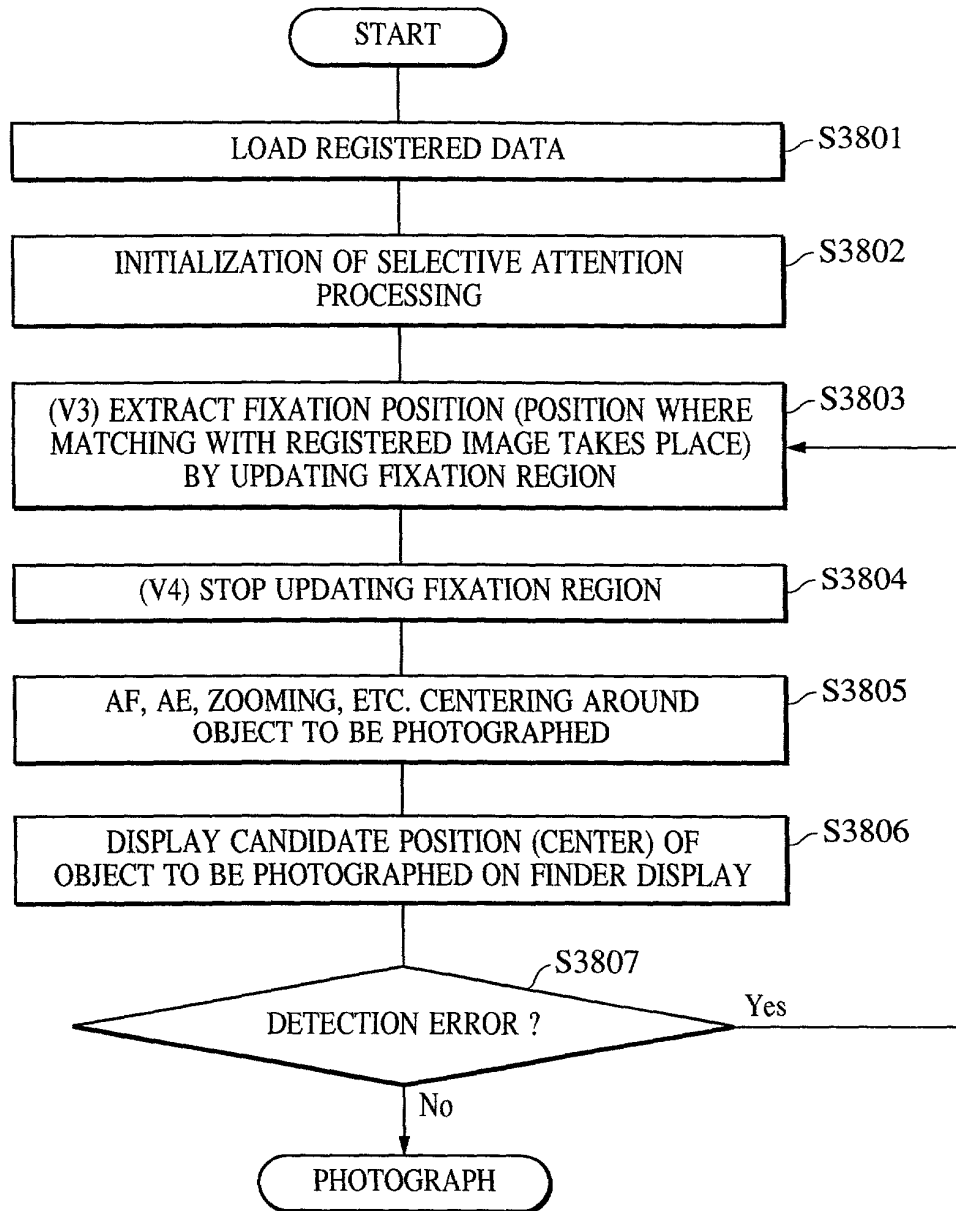 START
LOAD REGISTERED DATA
S3801
INITIALIZATION OF SELECTIVE ATTENTION
PROCESSING
S3802
(V3) EXTRACT FIXATION POSITION (POSITION WHERE
MATCHING WITH REGISTERED IMAGE TAKES PLACE)
BY UPDATING FIXATION REGION
S3803
(V4) STOP UPDATING FIXATION REGION
S3804
AF, AE, ZOOMING, ETC. CENTERING AROUND
OBJECT TO BE PHOTOGRAPHED
S3805
DISPLAY CANDIDATE POSITION (CENTER) OF
OBJECT TO BE PHOTOGRAPHED ON FINDER DISPLAY
S3806
S3807
DETECTION ERROR ?
Yes
No
PHOTOGRAPH